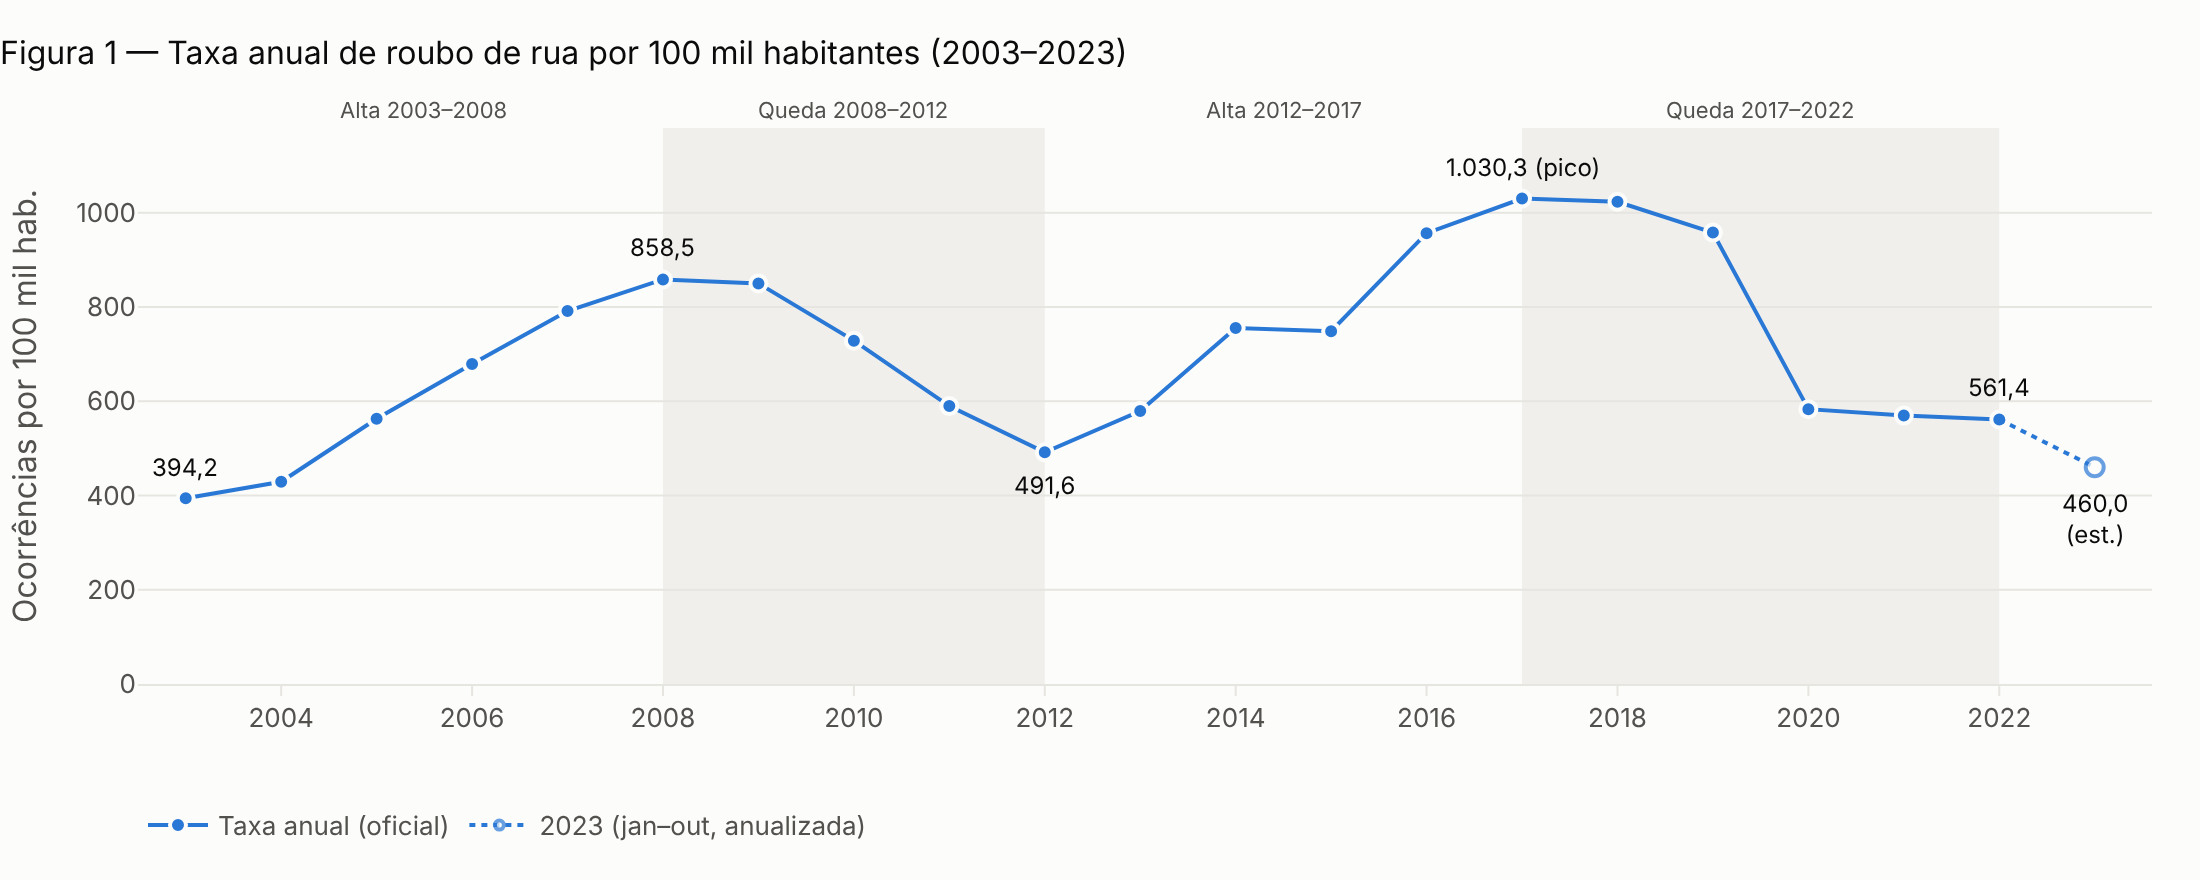 Figura 1 — Taxa anual de roubo de rua por 100 mil habitantes (2003–2023)
Alta 2003–2008
Queda 2008–2012
Alta 2012–2017
Queda 2017–2022
Ocorrências por 100 mil hab.
1000
800
600
400
200
0
394,2
858,5
491,6
1.030,3 (pico)
561,4
460,0
(est.)
2004
2006
2008
2010
2012
2014
2016
2018
2020
2022
Taxa anual (oficial)
2023 (jan–out, anualizada)